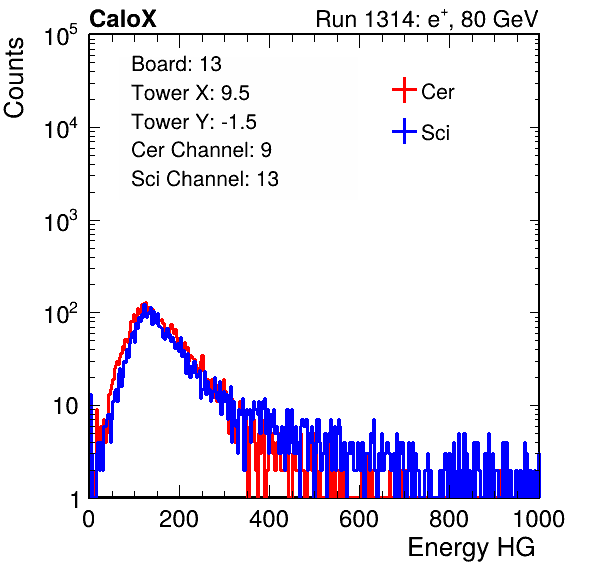 CaloX Run 1314: e⁺, 80 GeV
Counts
10⁵
10⁴
10³
10²
10
1
Board: 13
Tower X: 9.5
Tower Y: -1.5
Cer Channel: 9
Sci Channel: 13
Cer
Sci
0 200 400 600 800 1000
Energy HG